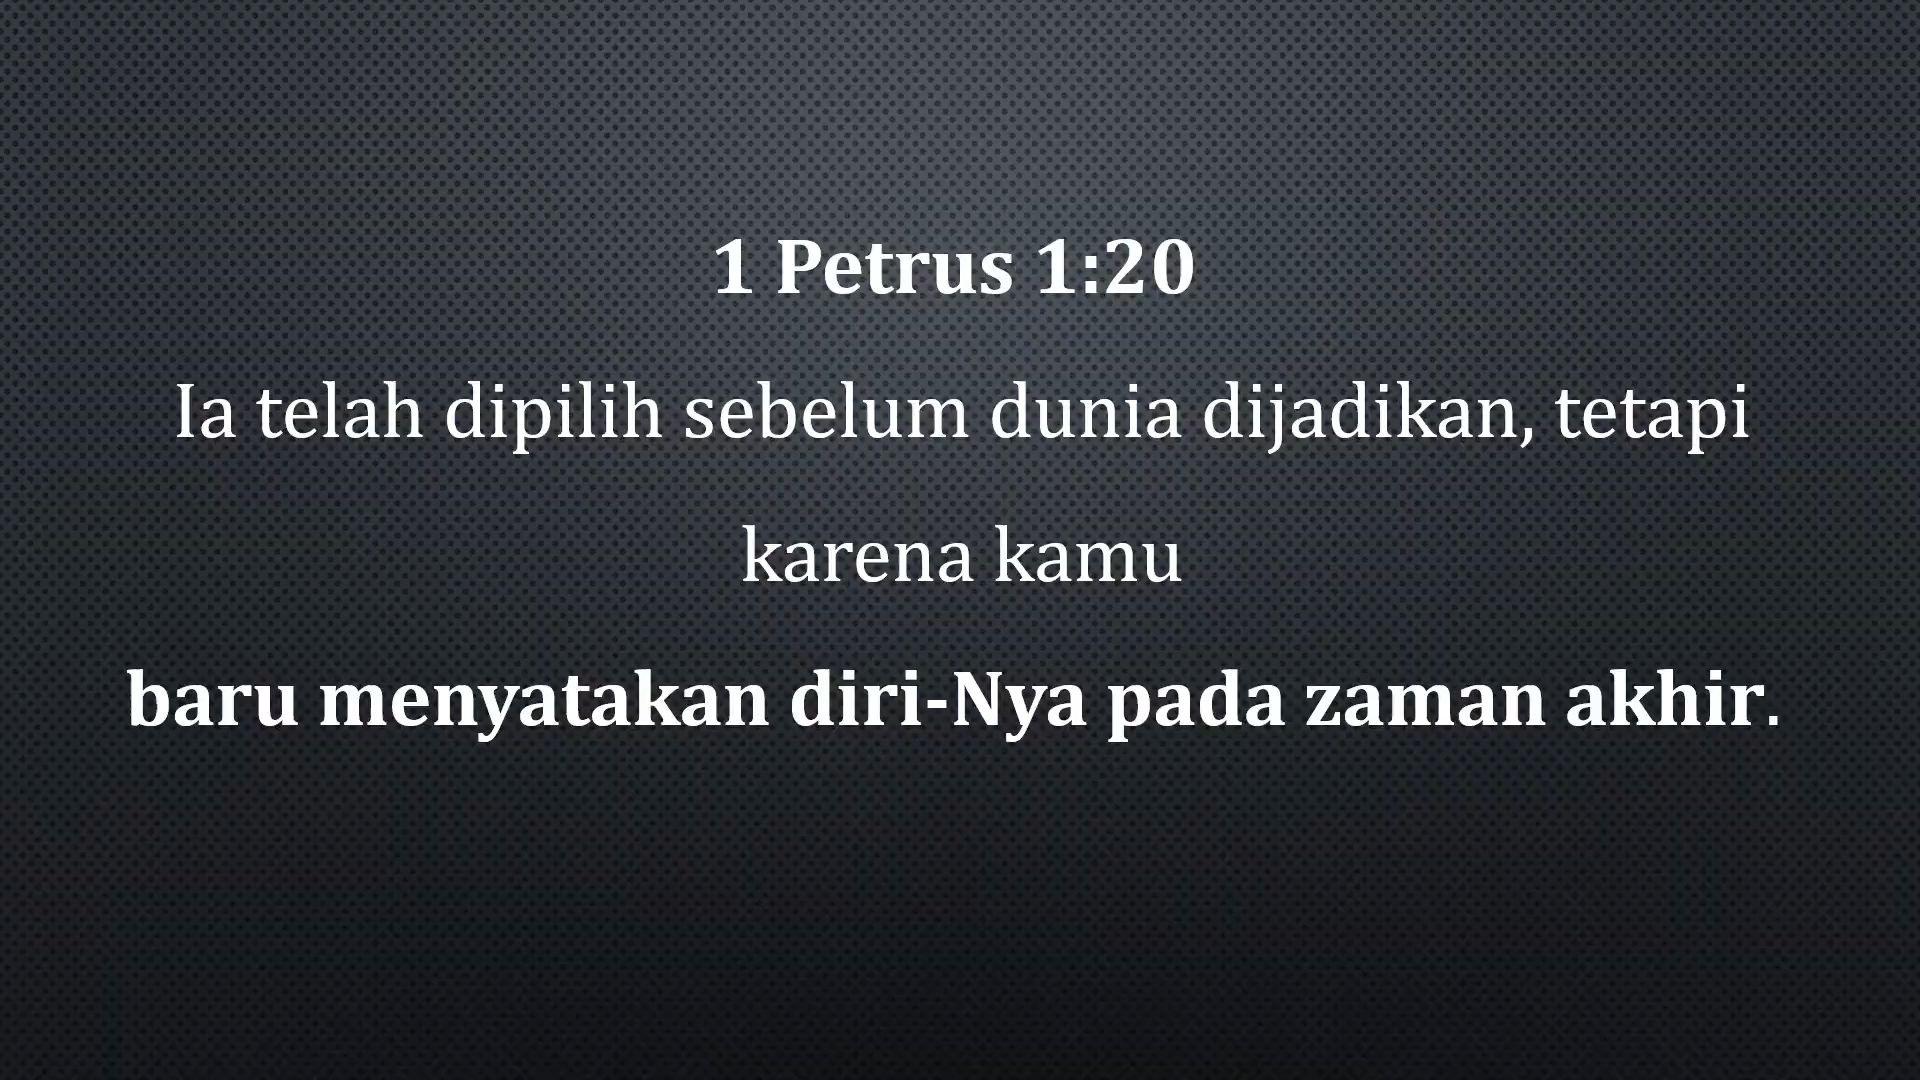 1 Petrus 1:20
Ia telah dipilih sebelum dunia dijadikan, tetapi
karena kamu
baru menyatakan diri-Nya pada zaman akhir.